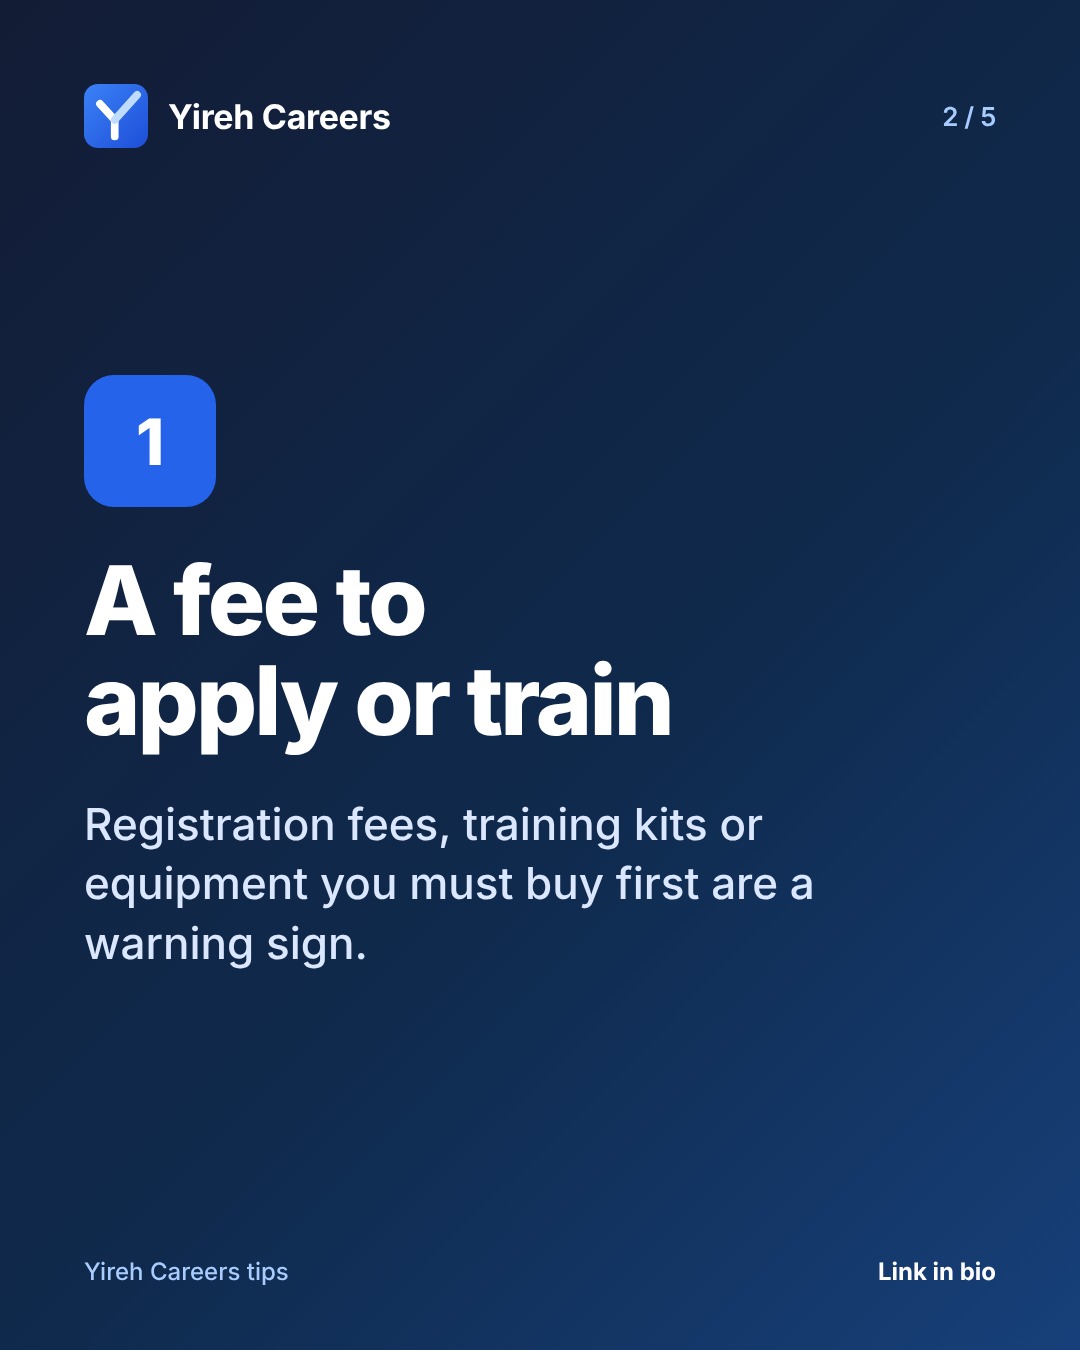 Yireh Careers
2 / 5
1
A fee to
apply or train
Registration fees, training kits or
equipment you must buy first are a
warning sign.
Yireh Careers tips
Link in bio